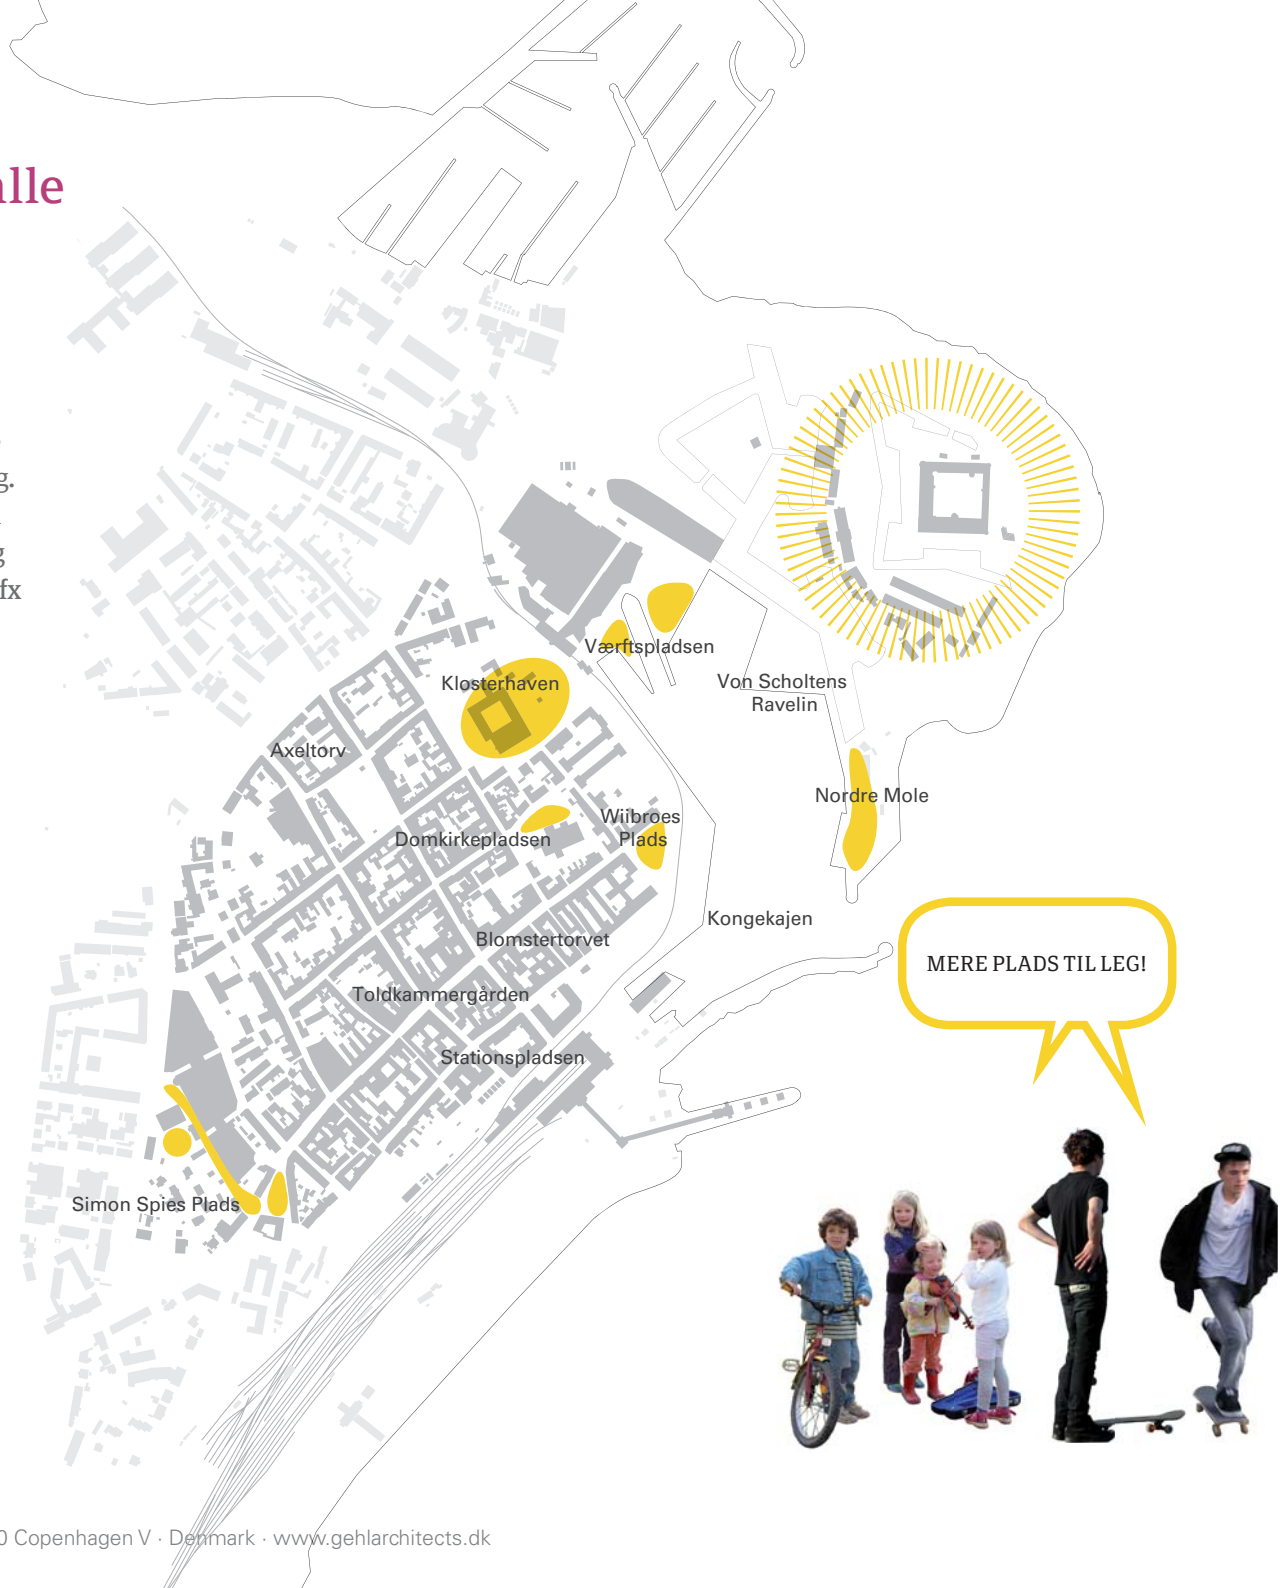 alle
g.
g
fx
Værftspladsen
Klosterhaven
Von Scholtens
Ravelin
Axeltorv
Nordre Mole
Wiibroes
Plads
Domkirkepladsen
Kongekajen
Blomstertorvet
MERE PLADS TIL LEG!
Toldkammergården
Stationspladsen
Simon Spies Plads
0 Copenhagen V · Denmark · www.gehlarchitects.dk